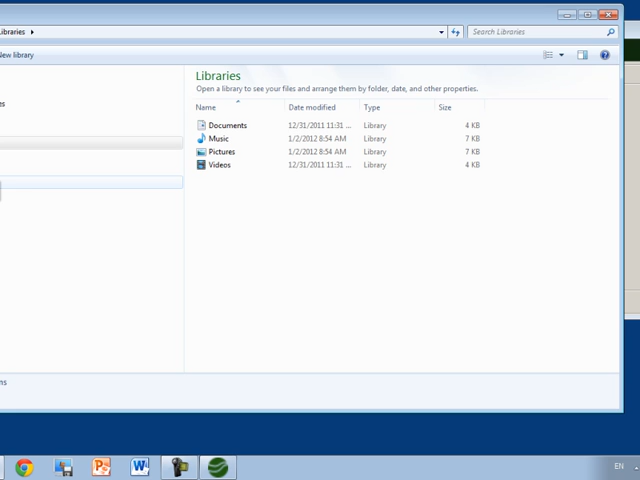 Libraries
Search Libraries
New library
Libraries
Open a library to see your files and arrange them by folder, date, and other properties.
Name Date modified Type Size
Documents 12/31/2011 11:31 ... Library 4 KB
Music 1/2/2012 8:54 AM Library 7 KB
Pictures 1/2/2012 8:54 AM Library 7 KB
Videos 12/31/2011 11:31 ... Library 4 KB
EN